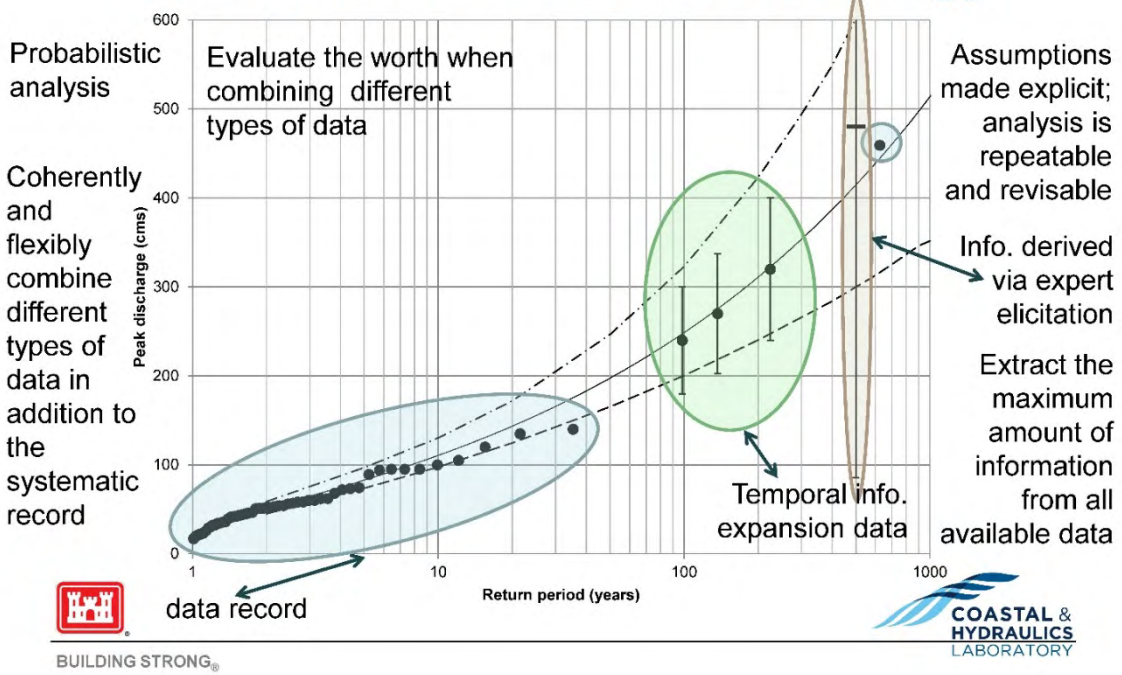 Probabilistic
analysis
Coherently
and
flexibly
combine
different
types of
data in
addition to
the
systematic
record
Evaluate the worth when
combining different
types of data
Peak discharge (cms)
600
500
400
300
200
100
0
1
10
100
1000
Return period (years)
data record
Temporal info.
expansion data
Assumptions
made explicit;
analysis is
repeatable
and revisable
Info. derived
via expert
elicitation
Extract the
maximum
amount of
information
from all
available data
BUILDING STRONG®
COASTAL &
HYDRAULICS
LABORATORY